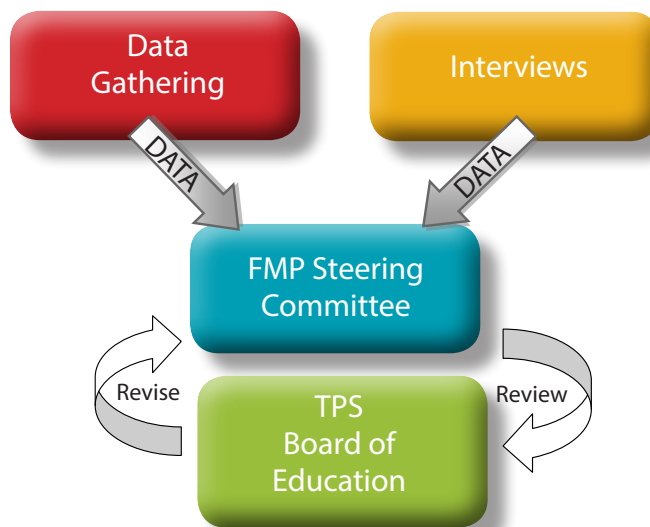 Data
Gathering
Interviews
DATA
DATA
FMP Steering
Committee
Revise
Review
TPS
Board of
Education